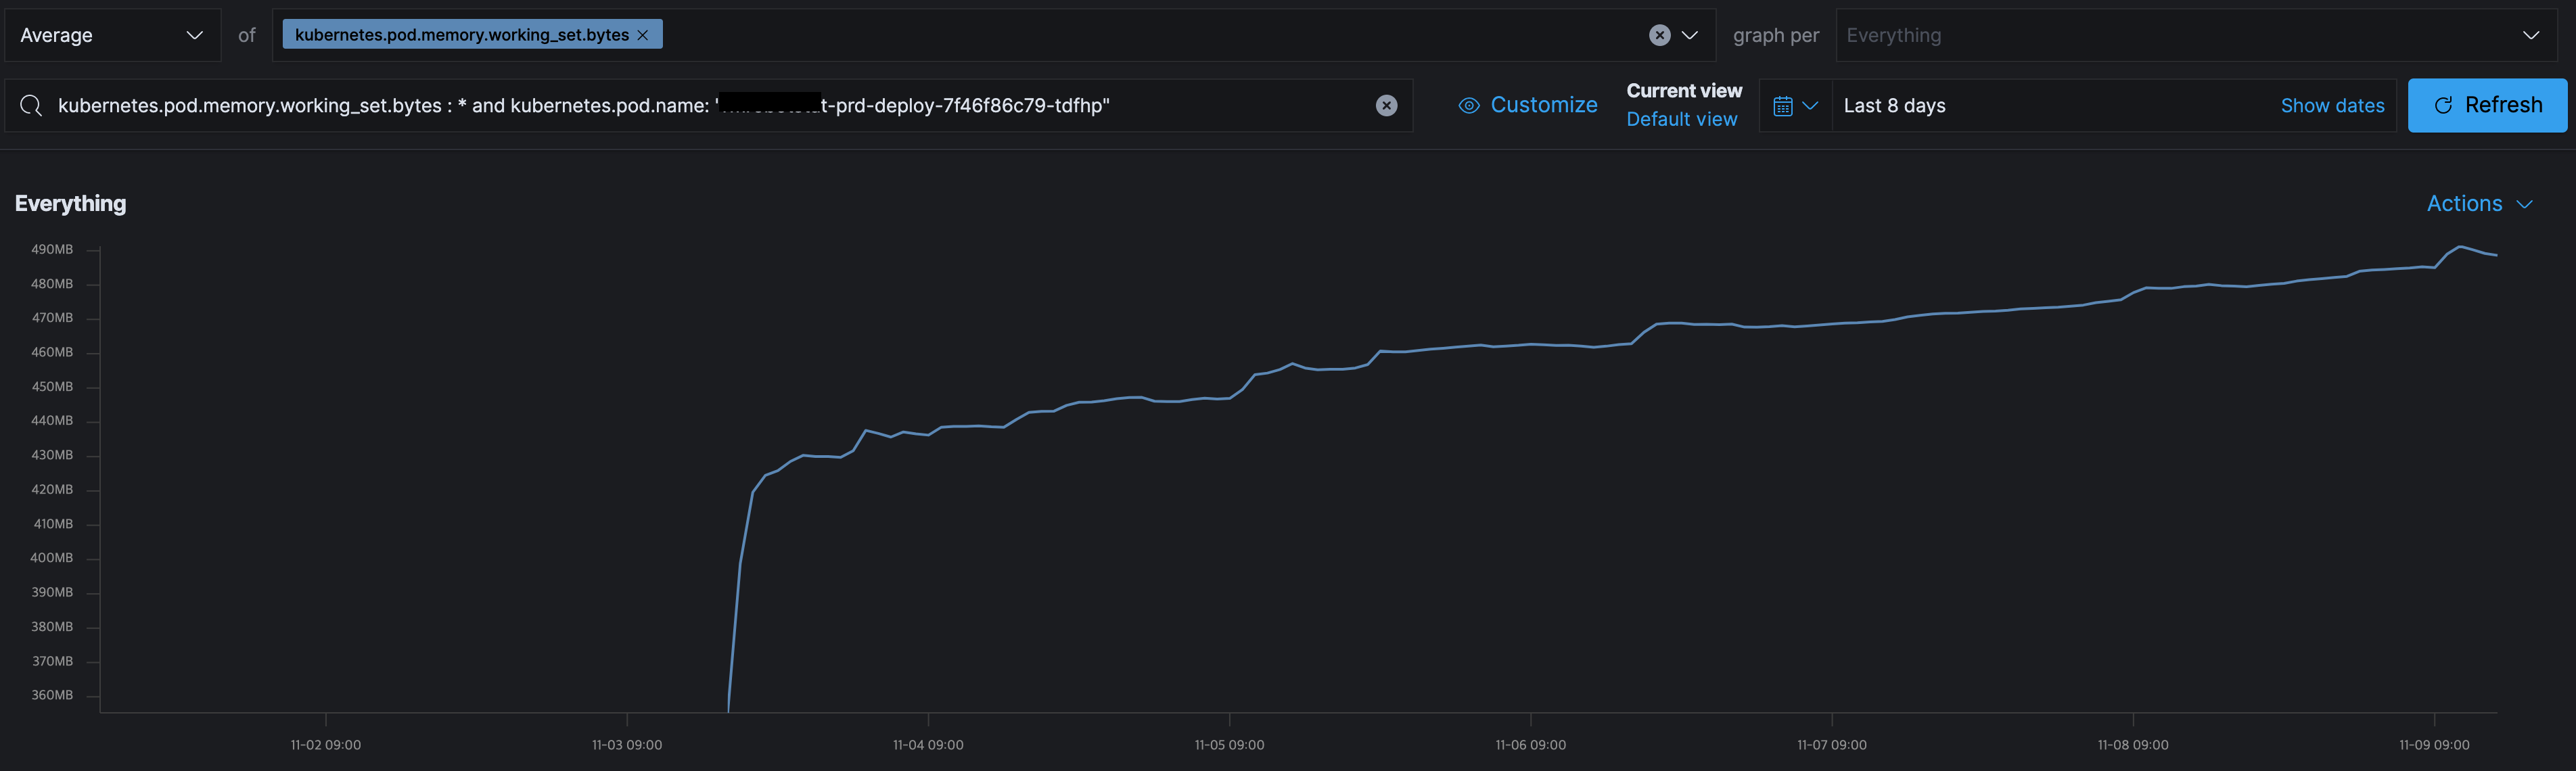 Average of kubernetes.pod.memory.working_set.bytes graph per Everything
kubernetes.pod.memory.working_set.bytes : * and kubernetes.pod.name: "t-prd-deploy-7f46f86c79-tdfhp"
Customize
Current view
Default view
Last 8 days
Show dates
Refresh
Everything
Actions
490MB
480MB
470MB
460MB
450MB
440MB
430MB
420MB
410MB
400MB
390MB
380MB
370MB
360MB
11-02 09:00 11-03 09:00 11-04 09:00 11-05 09:00 11-06 09:00 11-07 09:00 11-08 09:00 11-09 09:00